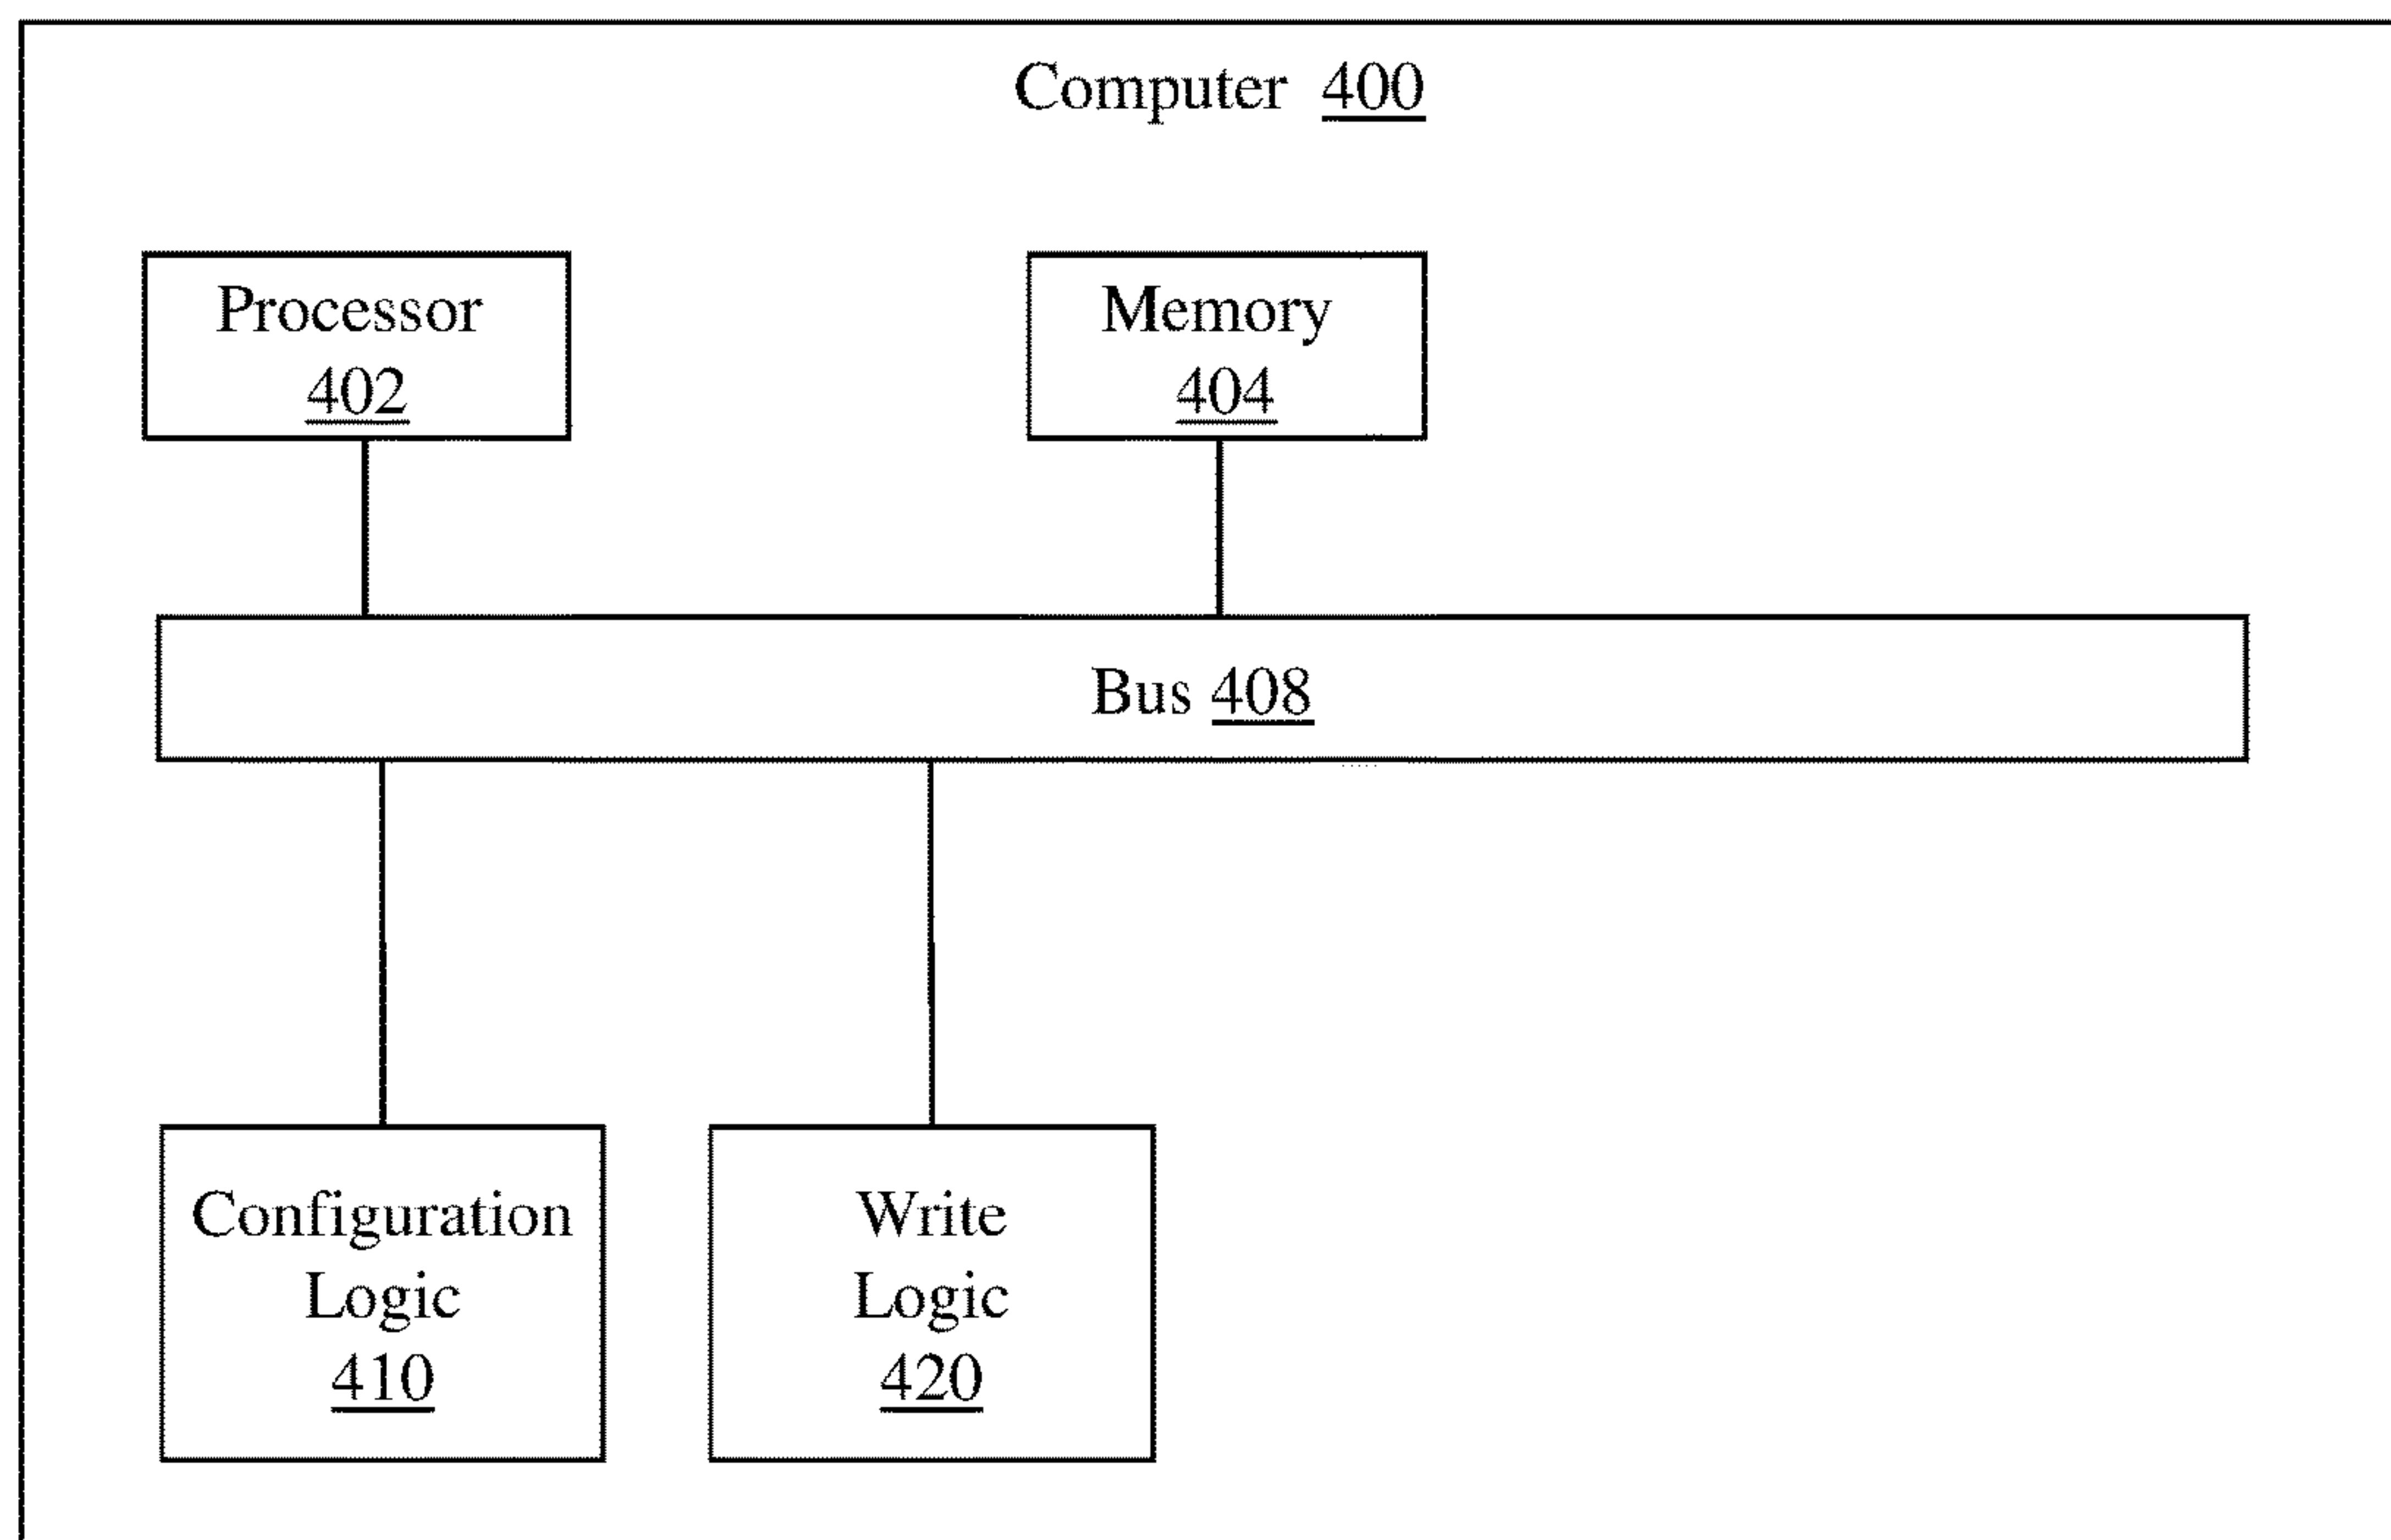 Computer 400
Processor
402
Memory
404
Bus 408
Configuration
Logic
410
Write
Logic
420